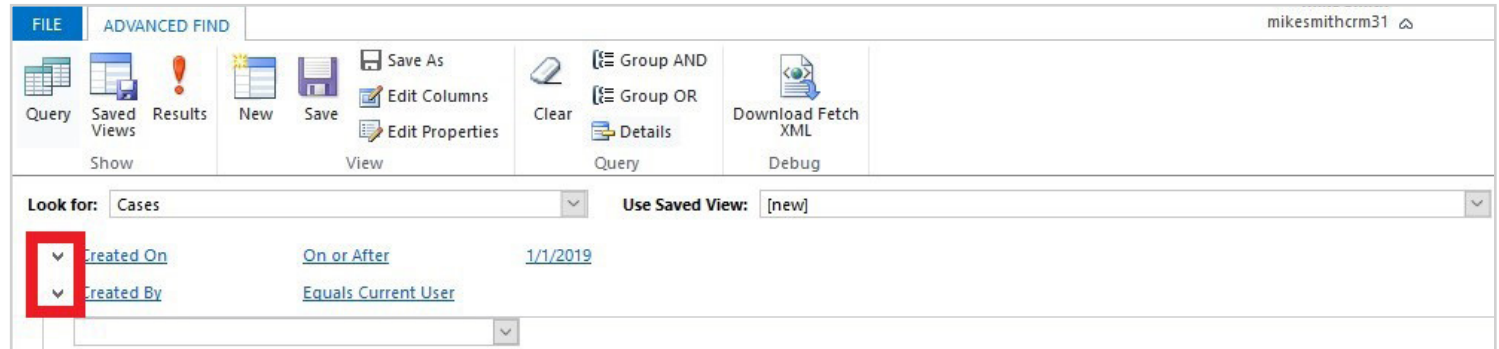 FILE ADVANCED FIND mikesmithcrm31
Save As Group AND
Edit Columns Group OR
Query Saved Views Results New Save Clear Download Fetch XML
Edit Properties Details
Show View Query Debug
Look for: Cases Use Saved View: [new]
Created On On or After 1/1/2019
Created By Equals Current User